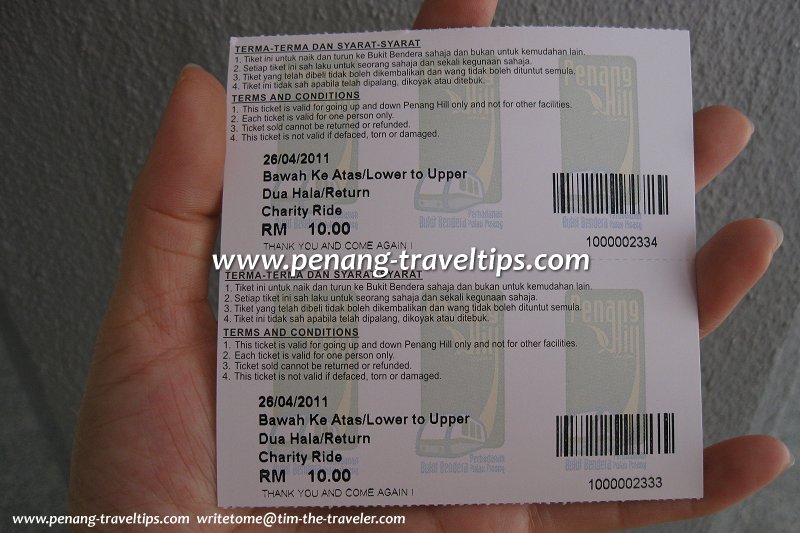 TERMA-TERMA DAN SYARAT-SYARAT
1. Tiket ini untuk naik dan turun ke Bukit Bendera sahaja dan bukan untuk kemudahan lain.
2. Setiap tiket ini sah laku untuk seorang sahaja dan sekali kegunaan sahaja.
3. Tiket yang telah dibeli tidak boleh dikembalikan dan wang tidak boleh dituntut semula.
4. Tiket ini tidak sah apabila telah dipalang, dikoyak atau ditebuk.
TERMS AND CONDITIONS
1. This ticket is valid for going up and down Penang Hill only and not for other facilities.
2. Each ticket is valid for one person only.
3. Ticket sold cannot be returned or refunded.
4. This ticket is not valid if defaced, torn or damaged.
Penang Hill
26/04/2011
Bawah Ke Atas/Lower to Upper
Dua Hala/Return
Charity Ride
RM 10.00
THANK YOU AND COME AGAIN !
Perbadanan
Bukit Bendera Pulau Pinang
1000002334
www.penang-traveltips.com
TERMA-TERMA DAN SYARAT-SYARAT
1. Tiket ini untuk naik dan turun ke Bukit Bendera sahaja dan bukan untuk kemudahan lain.
2. Setiap tiket ini sah laku untuk seorang sahaja dan sekali kegunaan sahaja.
3. Tiket yang telah dibeli tidak boleh dikembalikan dan wang tidak boleh dituntut semula.
4. Tiket ini tidak sah apabila telah dipalang, dikoyak atau ditebuk.
TERMS AND CONDITIONS
1. This ticket is valid for going up and down Penang Hill only and not for other facilities.
2. Each ticket is valid for one person only.
3. Ticket sold cannot be returned or refunded.
4. This ticket is not valid if defaced, torn or damaged.
Penang Hill
26/04/2011
Bawah Ke Atas/Lower to Upper
Dua Hala/Return
Charity Ride
RM 10.00
THANK YOU AND COME AGAIN !
Perbadanan
Bukit Bendera Pulau Pinang
1000002333
www.penang-traveltips.com writetome@tim-the-traveler.com